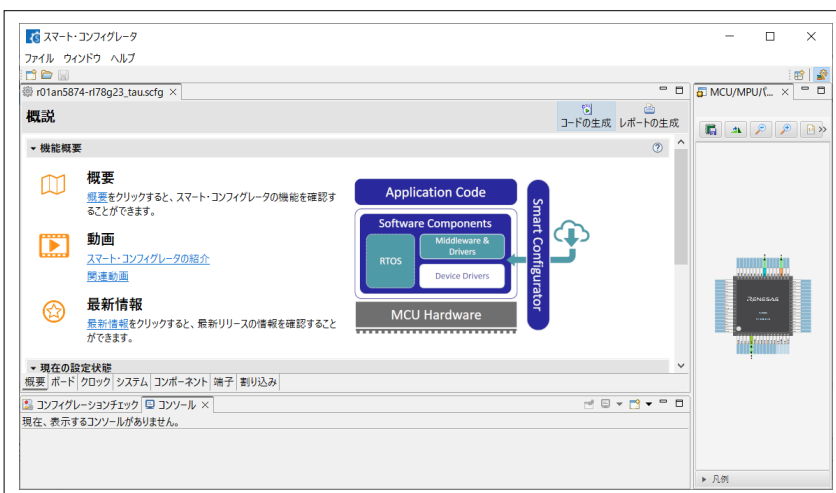 スマート・コンフィグレータ
ファイル ウィンドウ ヘルプ
r01an5874-rl78g23_tau.scfg
概説
コードの生成 レポートの生成
機能概要
概要
概要をクリックすると、スマート・コンフィグレータの機能を確認することができます。
動画
スマート・コンフィグレータの紹介
関連動画
最新情報
最新情報をクリックすると、最新リリースの情報を確認することができます。
Application Code
Software Components
RTOS
Middleware &
Drivers
Device Drivers
MCU Hardware
Smart Configurator
現在の設定状態
概要 ボード クロック システム コンポーネント 端子 割り込み
コンフィグレーションチェック コンソール
現在、表示するコンソールがありません。
MCU/MPUパ...
RENESAS
凡例